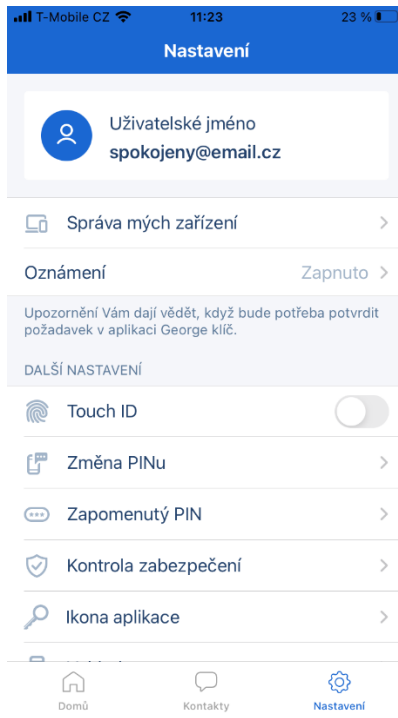 T-Mobile CZ 11:23 23 %
Nastavení
Uživatelské jméno
spokojeny@email.cz
Správa mých zařízení
Oznámení Zapnuto
Upozornění Vám dají vědět, když bude potřeba potvrdit
požadavek v aplikaci George klíč.
DALŠÍ NASTAVENÍ
Touch ID
Změna PINu
Zapomenutý PIN
Kontrola zabezpečení
Ikona aplikace
Domů Kontakty Nastavení